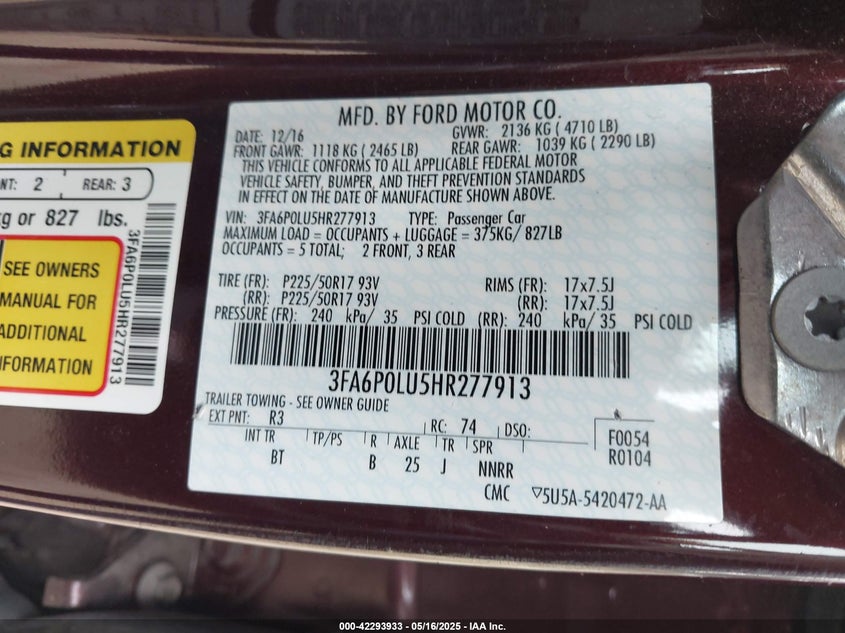 G INFORMATION
NT: 2 REAR: 3
kg or 827 lbs.
SEE OWNERS
MANUAL FOR
ADDITIONAL
INFORMATION
3FA6P0LU5HR277913
MFD. BY FORD MOTOR CO.
DATE: 12/16 GVWR: 2136 KG ( 4710 LB)
FRONT GAWR: 1118 KG ( 2465 LB) REAR GAWR: 1039 KG ( 2290 LB)
THIS VEHICLE CONFORMS TO ALL APPLICABLE FEDERAL MOTOR
VEHICLE SAFETY, BUMPER, AND THEFT PREVENTION STANDARDS
IN EFFECT ON THE DATE OF MANUFACTURE SHOWN ABOVE.
VIN: 3FA6P0LU5HR277913 TYPE: Passenger Car
MAXIMUM LOAD = OCCUPANTS + LUGGAGE = 375KG/ 827LB
OCCUPANTS = 5 TOTAL; 2 FRONT, 3 REAR
TIRE (FR): P225/50R17 93V RIMS (FR): 17x7.5J
(RR): P225/50R17 93V (RR): 17x7.5J
PRESSURE (FR): 240 kPa/ 35 PSI COLD (RR): 240 kPa/ 35 PSI COLD
3FA6P0LU5HR277913
TRAILER TOWING - SEE OWNER GUIDE
EXT PNT: R3 RC: 74 DSO: F0054
INT TR TP/PS R AXLE TR SPR R0104
BT B 25 J NNRR
CMC ▽5U5A-5420472-AA
000-42293933 - 05/16/2025 - IAA Inc.